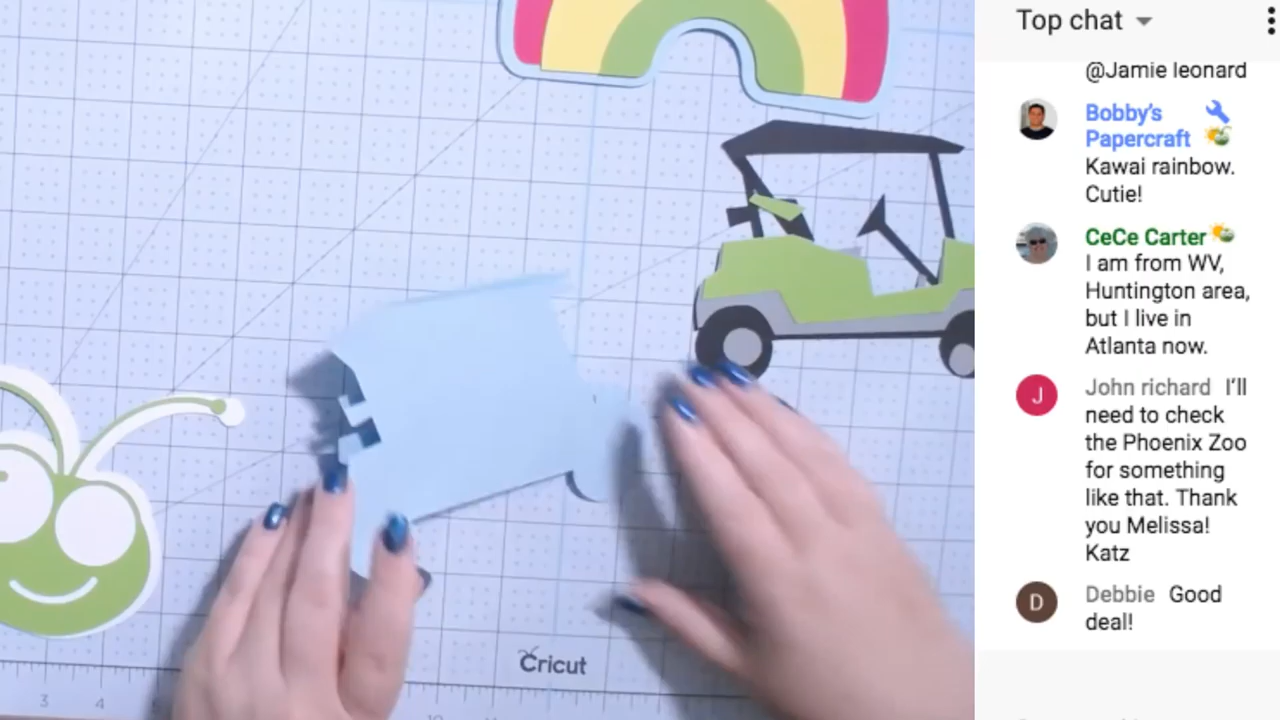 Top chat
@Jamie leonard
Bobby's
Papercraft
Kawai rainbow.
Cutie!
CeCe Carter
I am from WV,
Huntington area,
but I live in
Atlanta now.
J
John richard I'll
need to check
the Phoenix Zoo
for something
like that. Thank
you Melissa!
Katz
D
Debbie Good
deal!
Cricut
3 4